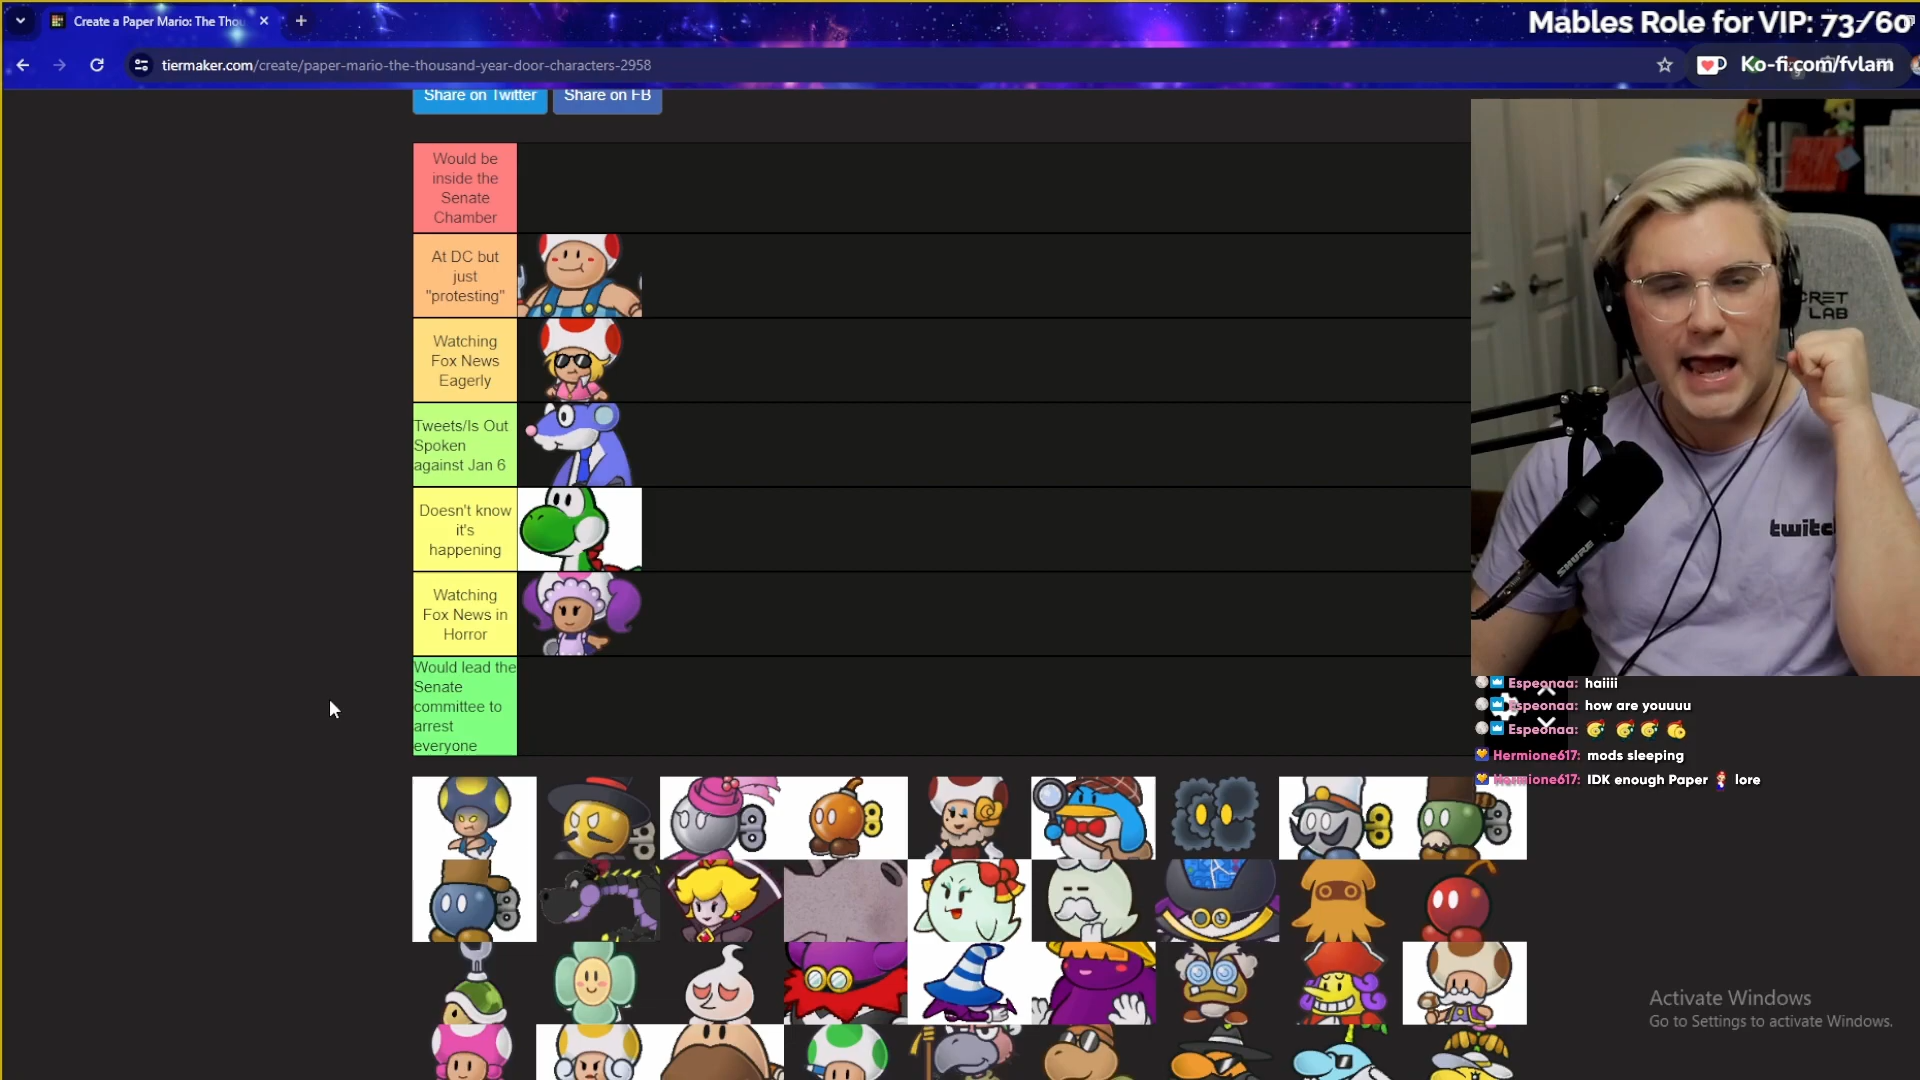 Create a Paper Mario: The Thou
Mables Role for VIP: 73/60
tiermaker.com/create/paper-mario-the-thousand-year-door-characters-2958
Ko-fi.com/fvlam
Share on Twitter
Share on FB
Would be
inside the
Senate
Chamber
At DC but
just
"protesting"
Watching
Fox News
Eagerly
Tweets/Is Out
Spoken
against Jan 6
Doesn't know
it's
happening
Watching
Fox News in
Horror
Would lead the
Senate
committee to
arrest
everyone
CRET
LAB
twitc
SHURE
Espeonaa: haiiii
Espeonaa: how are youuuu
Espeonaa:
Hermione617: mods sleeping
Hermione617: IDK enough Paper lore
Activate Windows
Go to Settings to activate Windows.